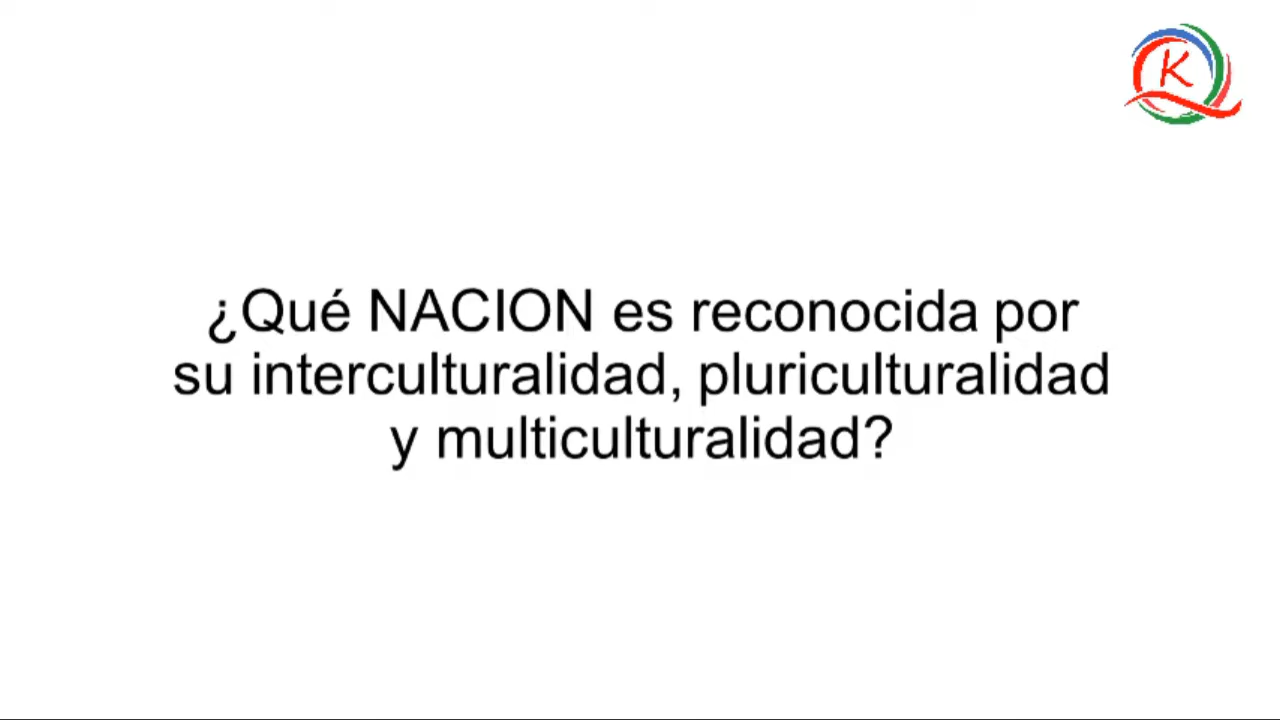 K
¿Qué NACION es reconocida por
su interculturalidad, pluriculturalidad
y multiculturalidad?